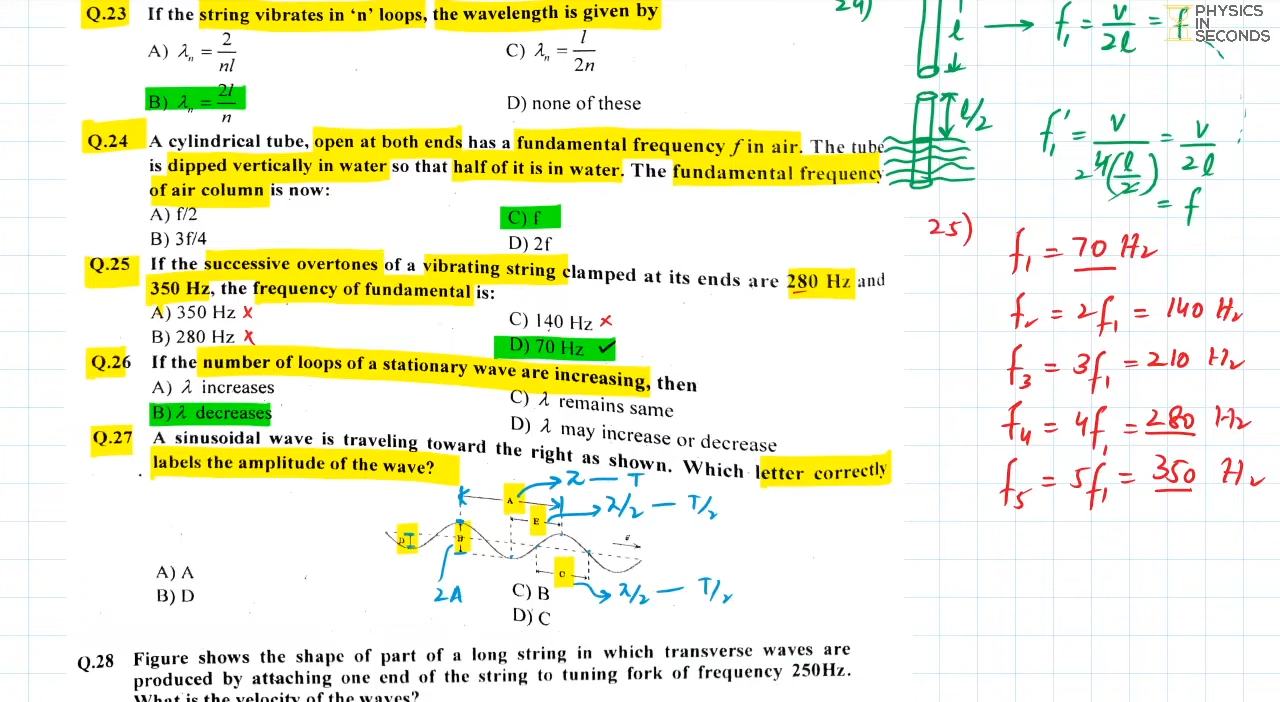 Q.23 If the string vibrates in ‘n’ loops, the wavelength is given by
A) λn = 2/nl
C) λn = l/2n
B) λn = 2l/n
D) none of these
Q.24 A cylindrical tube, open at both ends has a fundamental frequency f in air. The tube
is dipped vertically in water so that half of it is in water. The fundamental frequency
of air column is now:
A) f/2
C) f
B) 3f/4
D) 2f
Q.25 If the successive overtones of a vibrating string clamped at its ends are 280 Hz and
350 Hz, the frequency of fundamental is:
A) 350 Hz x
C) 140 Hz x
B) 280 Hz x
D) 70 Hz ✓
Q.26 If the number of loops of a stationary wave are increasing, then
A) λ increases
C) λ remains same
B) λ decreases
D) λ may increase or decrease
Q.27 A sinusoidal wave is traveling toward the right as shown. Which letter correctly
labels the amplitude of the wave?
A → λ — T
E → λ/2 — T/2
D
B
C → λ/2 — T/2
2A
A) A
C) B
B) D
D) C
Q.28 Figure shows the shape of part of a long string in which transverse waves are
produced by attaching one end of the string to tuning fork of frequency 250Hz.
What is the velocity of the waves?
24)
l → f1 = v/2l = f
l/2
f1' = v/4(l/2) = v/2l
2
= f
25)
f1 = 70 Hz
f2 = 2f1 = 140 Hz
f3 = 3f1 = 210 Hz
f4 = 4f1 = 280 Hz
f5 = 5f1 = 350 Hz
PHYSICS
IN
SECONDS